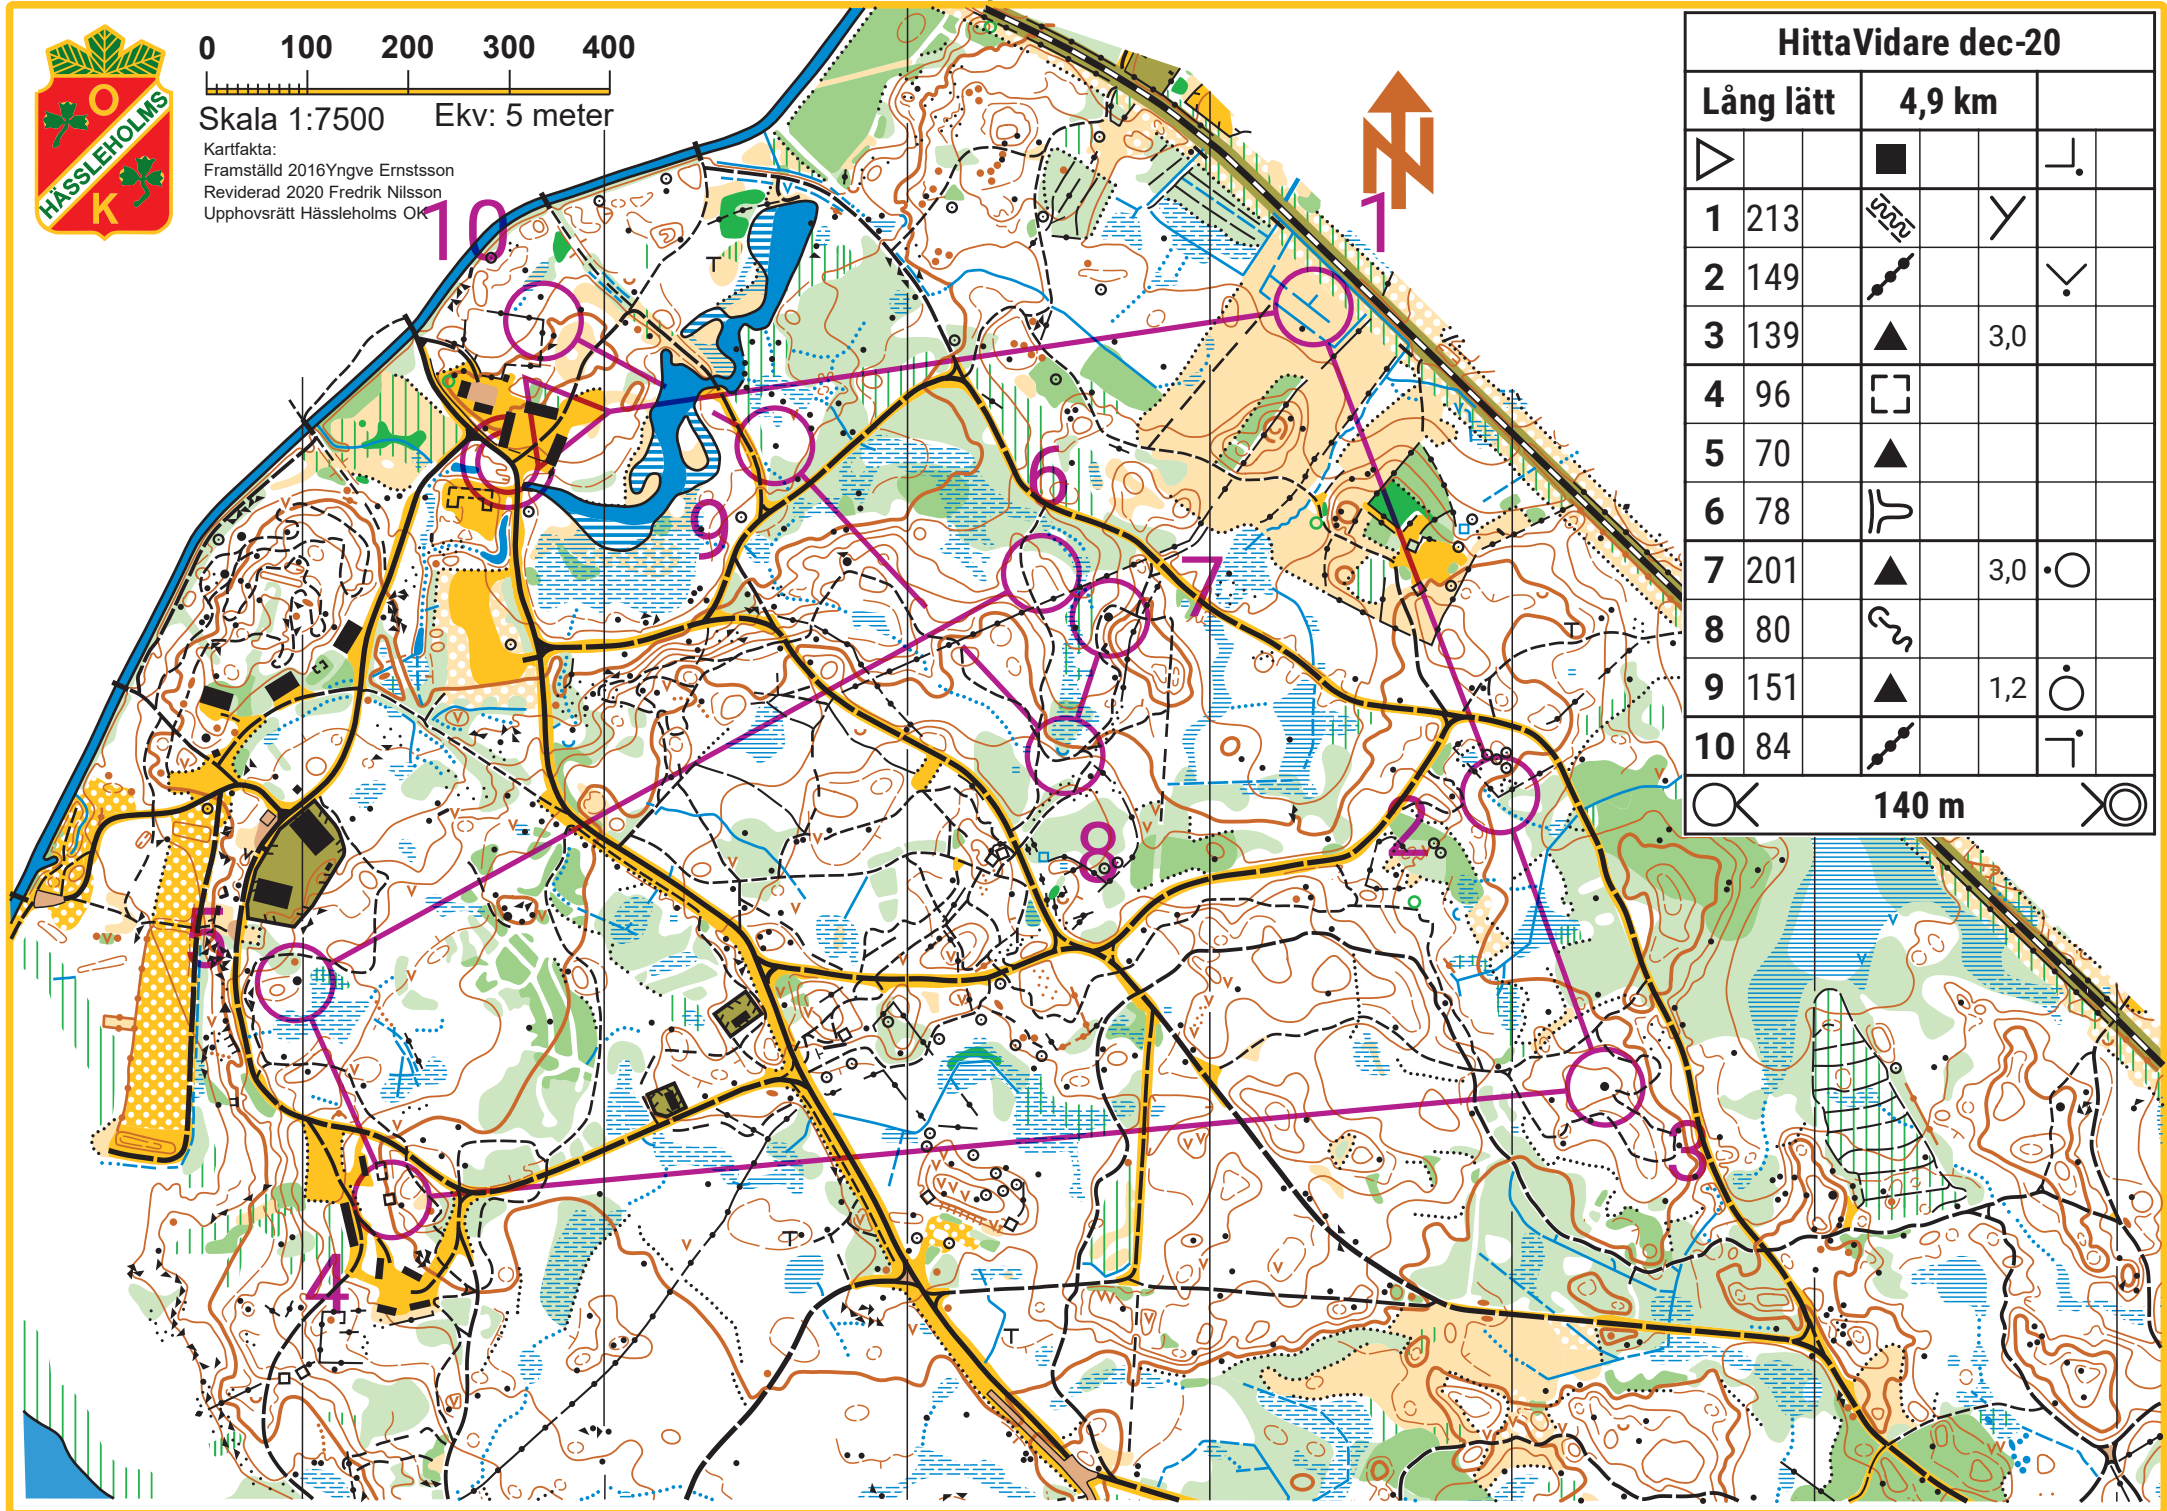 O
HÄSSLEHOLMS
K
0 100 200 300 400
Skala 1:7500 Ekv: 5 meter
Kartfakta:
Framställd 2016Yngve Ernstsson
Reviderad 2020 Fredrik Nilsson
Upphovsrätt Hässleholms OK
N
HittaVidare dec-20
Lång lätt 4,9 km
1 213
2 149
3 139 3,0
4 96
5 70
6 78
7 201 3,0
8 80
9 151 1,2
10 84
140 m
10
1
6
9
7
2
8
5
3
4